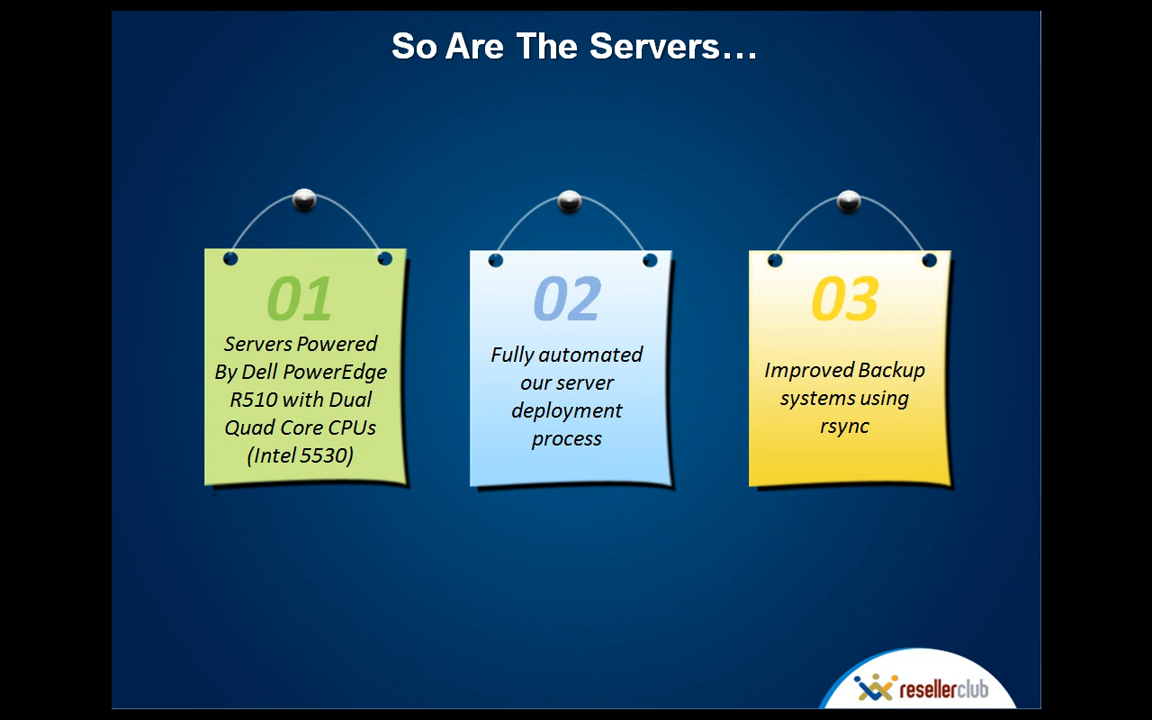 So Are The Servers...
01
Servers Powered
By Dell PowerEdge
R510 with Dual
Quad Core CPUs
(Intel 5530)
02
Fully automated
our server
deployment
process
03
Improved Backup
systems using
rsync
resellerclub